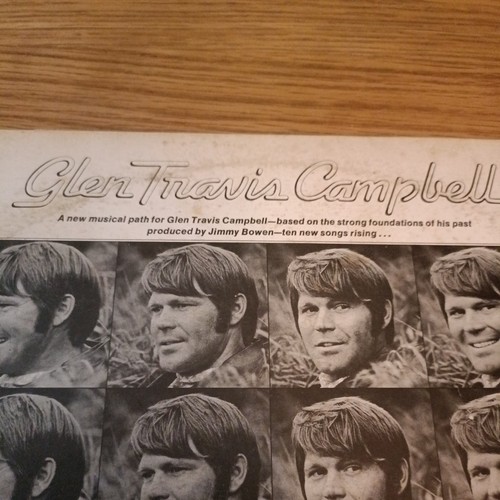 Glen Travis Campbell
A new musical path for Glen Travis Campbell—based on the strong foundations of his past
produced by Jimmy Bowen—ten new songs rising...